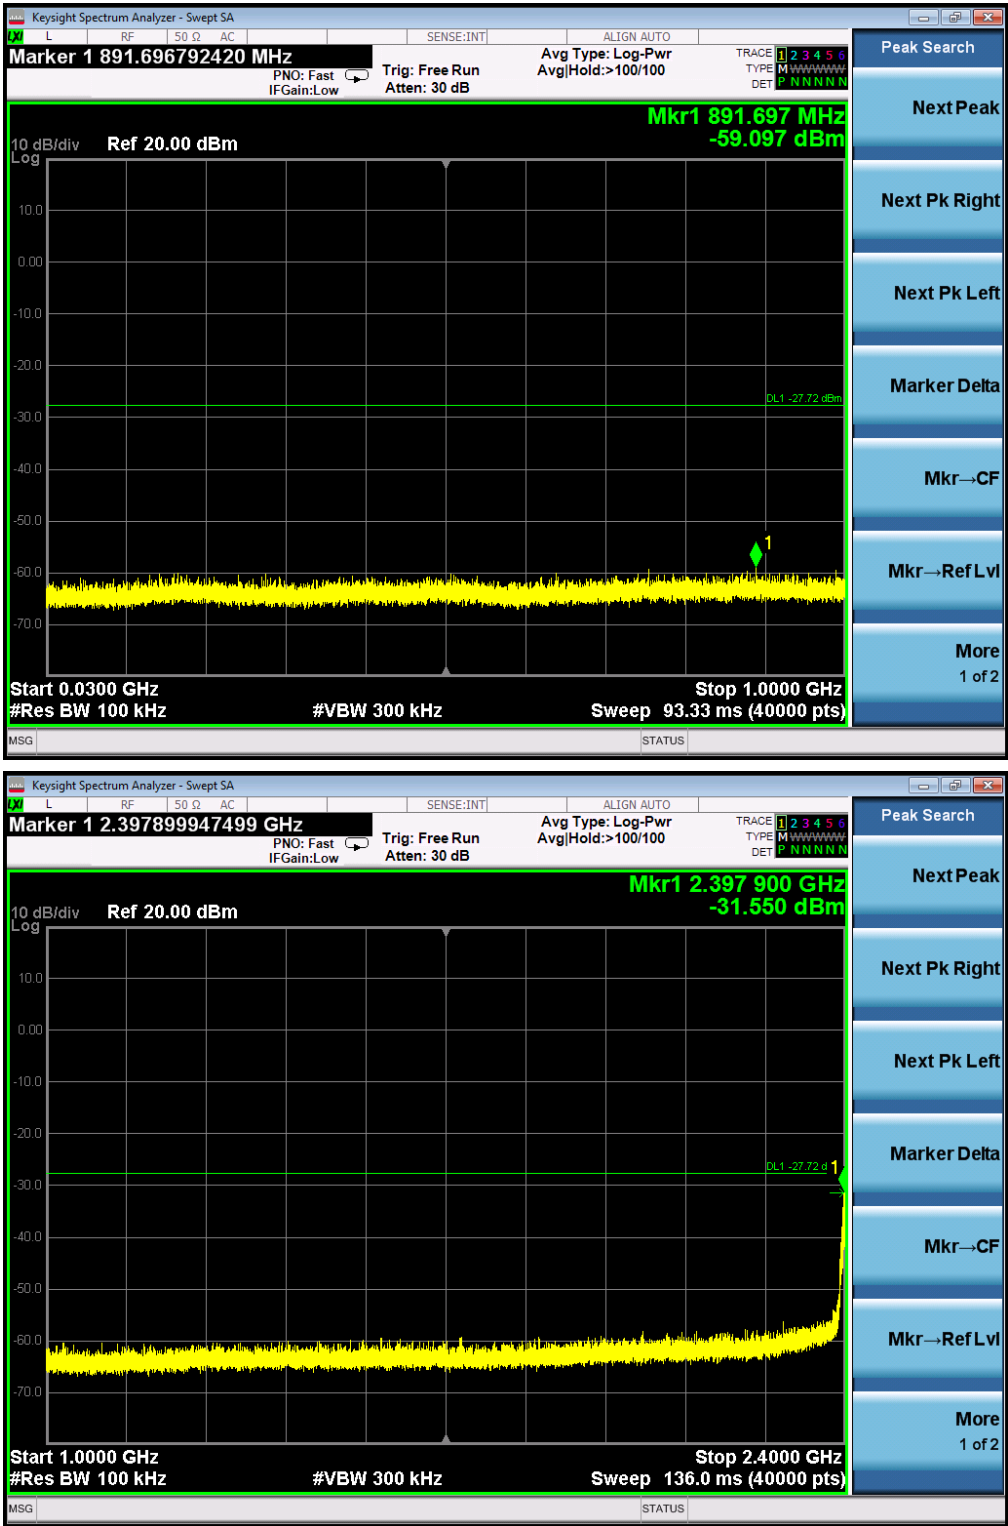 Keysight Spectrum Analyzer - Swept SA
LXI L RF 50 Ω AC SENSE:INT ALIGN AUTO
Marker 1 891.696792420 MHz
PNO: Fast
IFGain:Low
Trig: Free Run
Atten: 30 dB
Avg Type: Log-Pwr
Avg|Hold:>100/100
TRACE 1 2 3 4 5 6
TYPE M W W W W W
DET P N N N N N
Mkr1 891.697 MHz
-59.097 dBm
10 dB/div Ref 20.00 dBm
Log
10.0
0.00
-10.0
-20.0
DL1 -27.72 dBm
-30.0
-40.0
-50.0
1
-60.0
-70.0
Start 0.0300 GHz Stop 1.0000 GHz
#Res BW 100 kHz #VBW 300 kHz Sweep 93.33 ms (40000 pts)
MSG STATUS
Peak Search
Next Peak
Next Pk Right
Next Pk Left
Marker Delta
Mkr→CF
Mkr→Ref Lvl
More
1 of 2
Keysight Spectrum Analyzer - Swept SA
LXI L RF 50 Ω AC SENSE:INT ALIGN AUTO
Marker 1 2.397899947499 GHz
PNO: Fast
IFGain:Low
Trig: Free Run
Atten: 30 dB
Avg Type: Log-Pwr
Avg|Hold:>100/100
TRACE 1 2 3 4 5 6
TYPE M W W W W W
DET P N N N N N
Mkr1 2.397 900 GHz
-31.550 dBm
10 dB/div Ref 20.00 dBm
Log
10.0
0.00
-10.0
-20.0
DL1 -27.72 d 1
-30.0
-40.0
-50.0
-60.0
-70.0
Start 1.0000 GHz Stop 2.4000 GHz
#Res BW 100 kHz #VBW 300 kHz Sweep 136.0 ms (40000 pts)
MSG STATUS
Peak Search
Next Peak
Next Pk Right
Next Pk Left
Marker Delta
Mkr→CF
Mkr→Ref Lvl
More
1 of 2